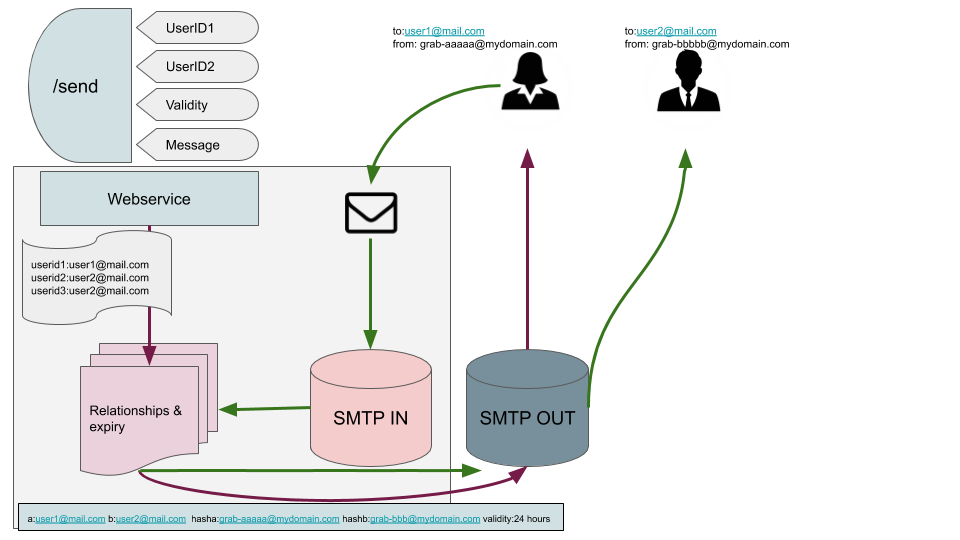 /send
UserID1
UserID2
Validity
Message
to:user1@mail.com
from: grab-aaaaa@mydomain.com
to:user2@mail.com
from: grab-bbbbb@mydomain.com
Webservice
userid1:user1@mail.com
userid2:user2@mail.com
userid3:user2@mail.com
Relationships &
expiry
SMTP IN
SMTP OUT
a:user1@mail.com b:user2@mail.com hasha:grab-aaaaa@mydomain.com hashb:grab-bbb@mydomain.com validity:24 hours